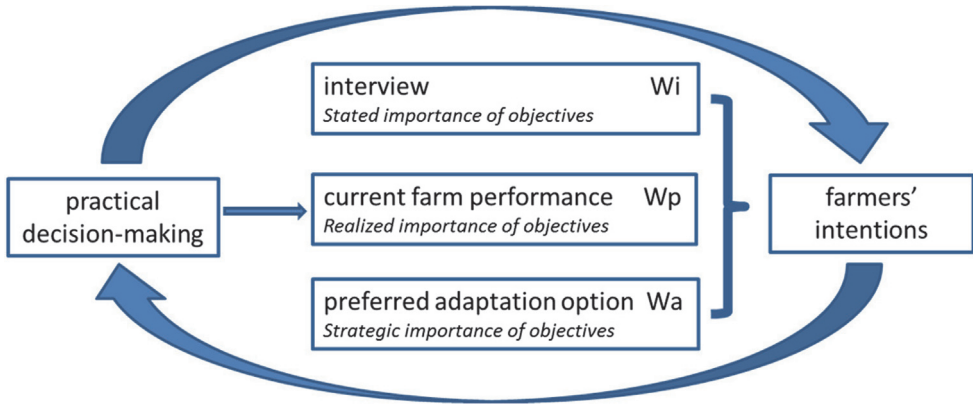 interview Wi
Stated importance of objectives
practical
decision-making
current farm performance Wp
Realized importance of objectives
farmers'
intentions
preferred adaptation option Wa
Strategic importance of objectives